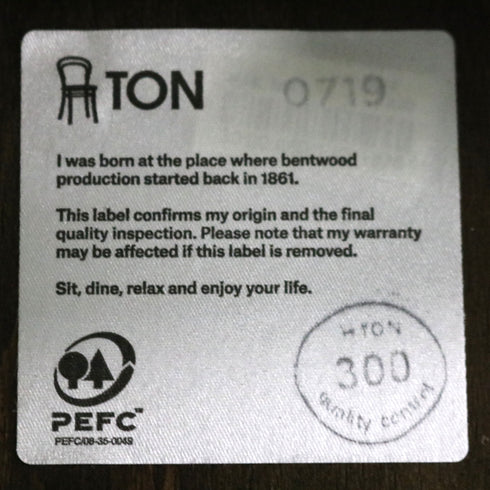 TON
0719
I was born at the place where bentwood
production started back in 1861.
This label confirms my origin and the final
quality inspection. Please note that my warranty
may be affected if this label is removed.
Sit, dine, relax and enjoy your life.
TON
300
quality control
PEFC™
PEFC/08-35-0049